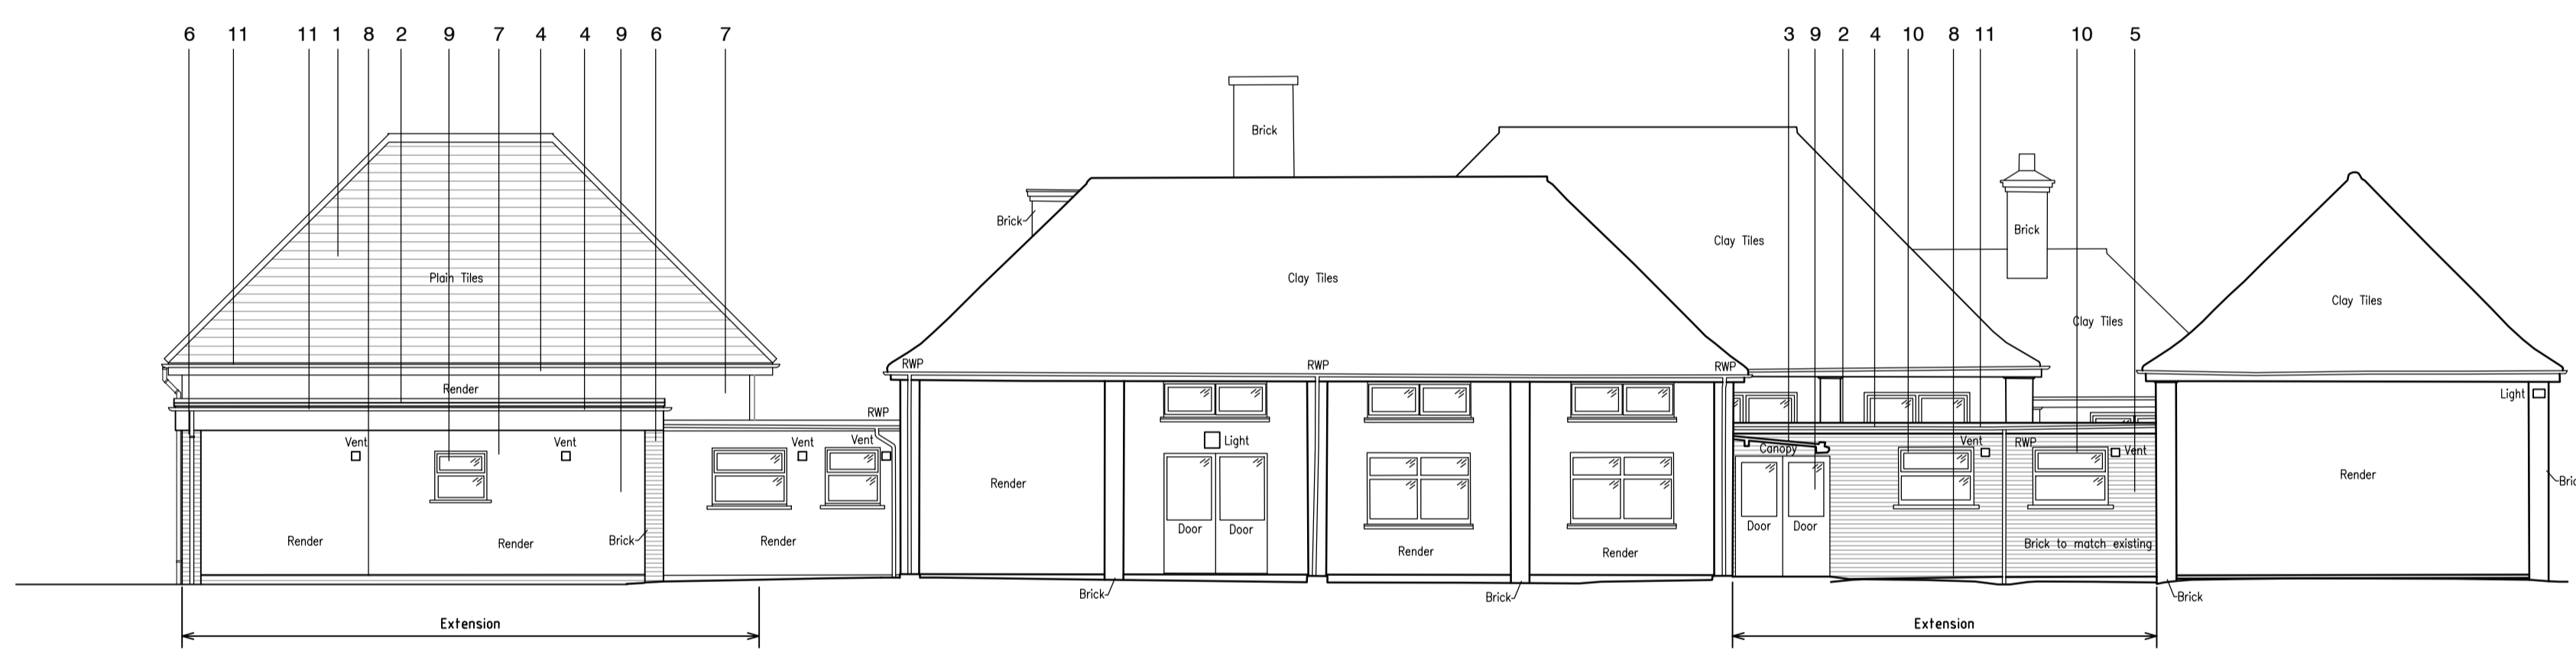 6 11 11 1 8 2 9 7 4 4 9 6 7 3 9 2 4 10 8 11 10 5
Brick
Brick
Brick
Clay Tiles
Plain Tiles
Clay Tiles
Clay Tiles
Clay Tiles
RWP
RWP
RWP
Render
Light
RWP
Vent
Vent
Vent
Vent
Light
Canopy
Vent
RWP
Vent
Render
Render
Door
Door
Door
Door
Render
Render
Brick
Render
Render
Render
Brick to match existing
Brick
Brick
Brick
Extension
Extension